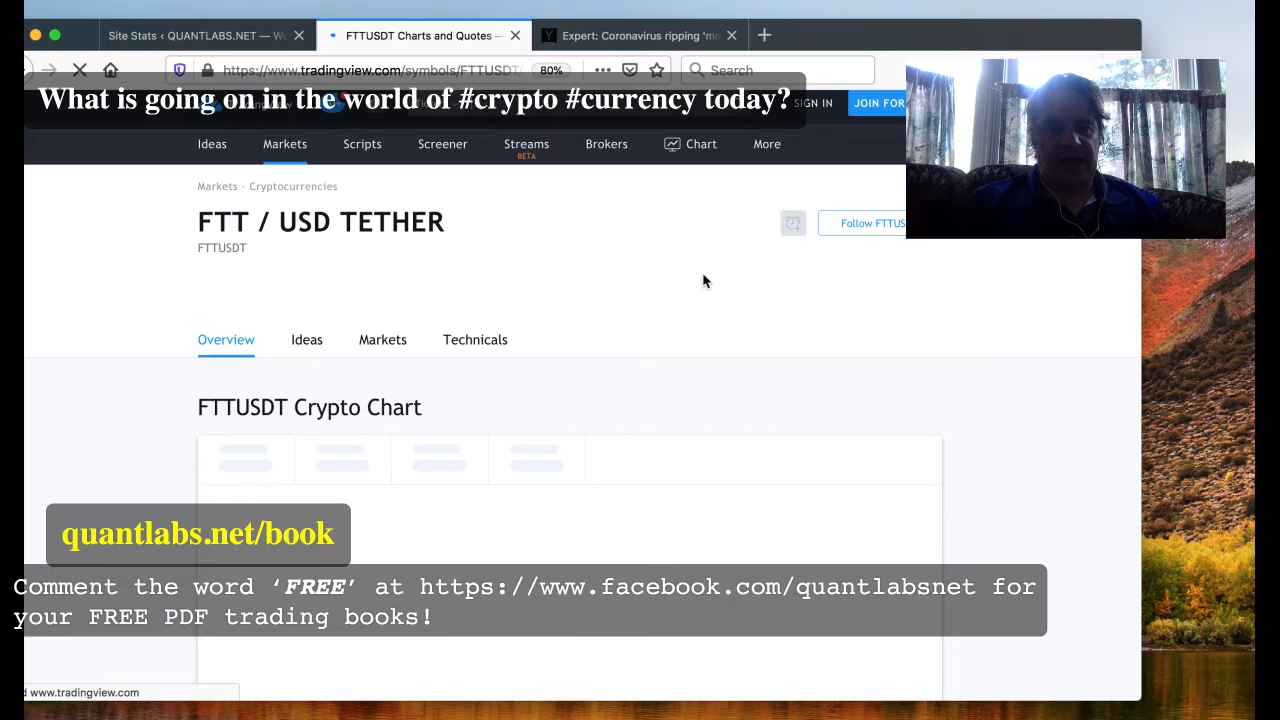 Site Stats ‹ QUANTLABS.NET — Wo
FTTUSDT Charts and Quotes —
Expert: Coronavirus ripping 'ma
https://www.tradingview.com/symbols/FTTUSDT/
80%
Search
What is going on in the world of #crypto #currency today?
SIGN IN
JOIN FOR
Ideas
Markets
Scripts
Screener
Streams
BETA
Brokers
Chart
More
Markets · Cryptocurrencies
FTT / USD TETHER
FTTUSDT
Follow FTTUS
Overview
Ideas
Markets
Technicals
FTTUSDT Crypto Chart
quantlabs.net/book
Comment the word ‘FREE’ at https://www.facebook.com/quantlabsnet for
your FREE PDF trading books!
d www.tradingview.com